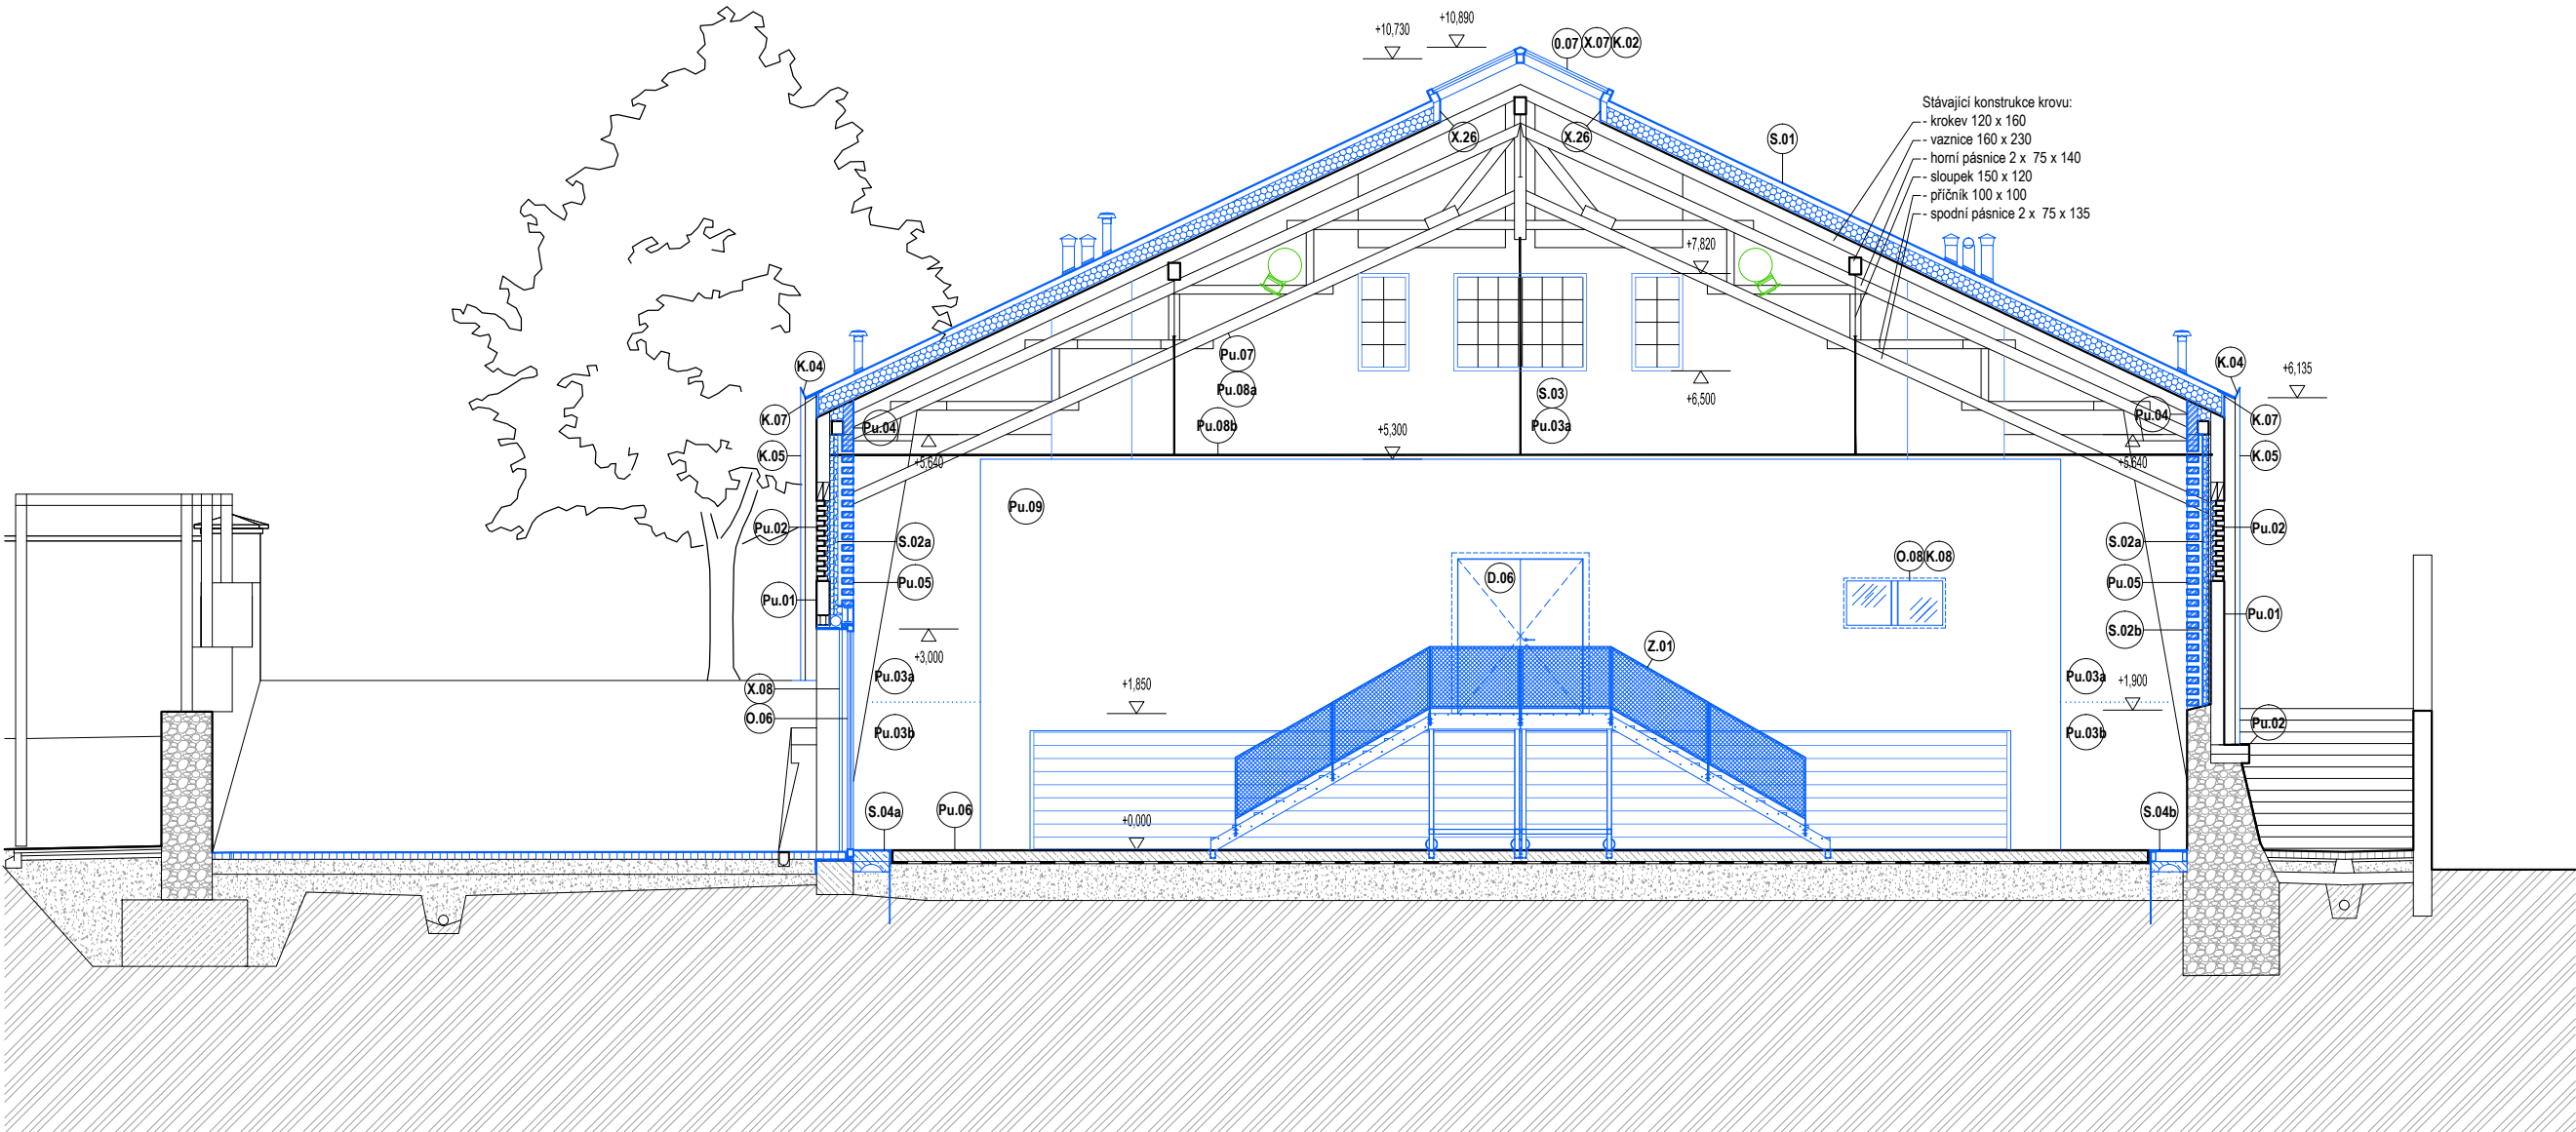 +10,890
+10,730
0.07 X.07 K.02
Stávající konstrukce krovu:
- krokev 120 x 160
- vaznice 160 x 230
- horní pásnice 2 x 75 x 140
- sloupek 150 x 120
- příčník 100 x 100
- spodní pásnice 2 x 75 x 135
X.26
X.26
S.01
+7,820
Pu.07
K.04
K.04
+6,135
Pu.08a
S.03
+6,500
K.07
Pu.04
Pu.08b
+5,300
Pu.03a
Pu.04
K.07
K.05
+5,640
+5,640
K.05
Pu.09
Pu.02
S.02a
S.02a
Pu.02
O.08 K.08
Pu.05
D.06
Pu.05
Pu.01
Pu.01
S.02b
+3,000
Z.01
Pu.03a
Pu.03a
X.08
+1,850
+1,900
O.06
Pu.03b
Pu.03b
Pu.02
S.04a
Pu.06
+0,000
S.04b